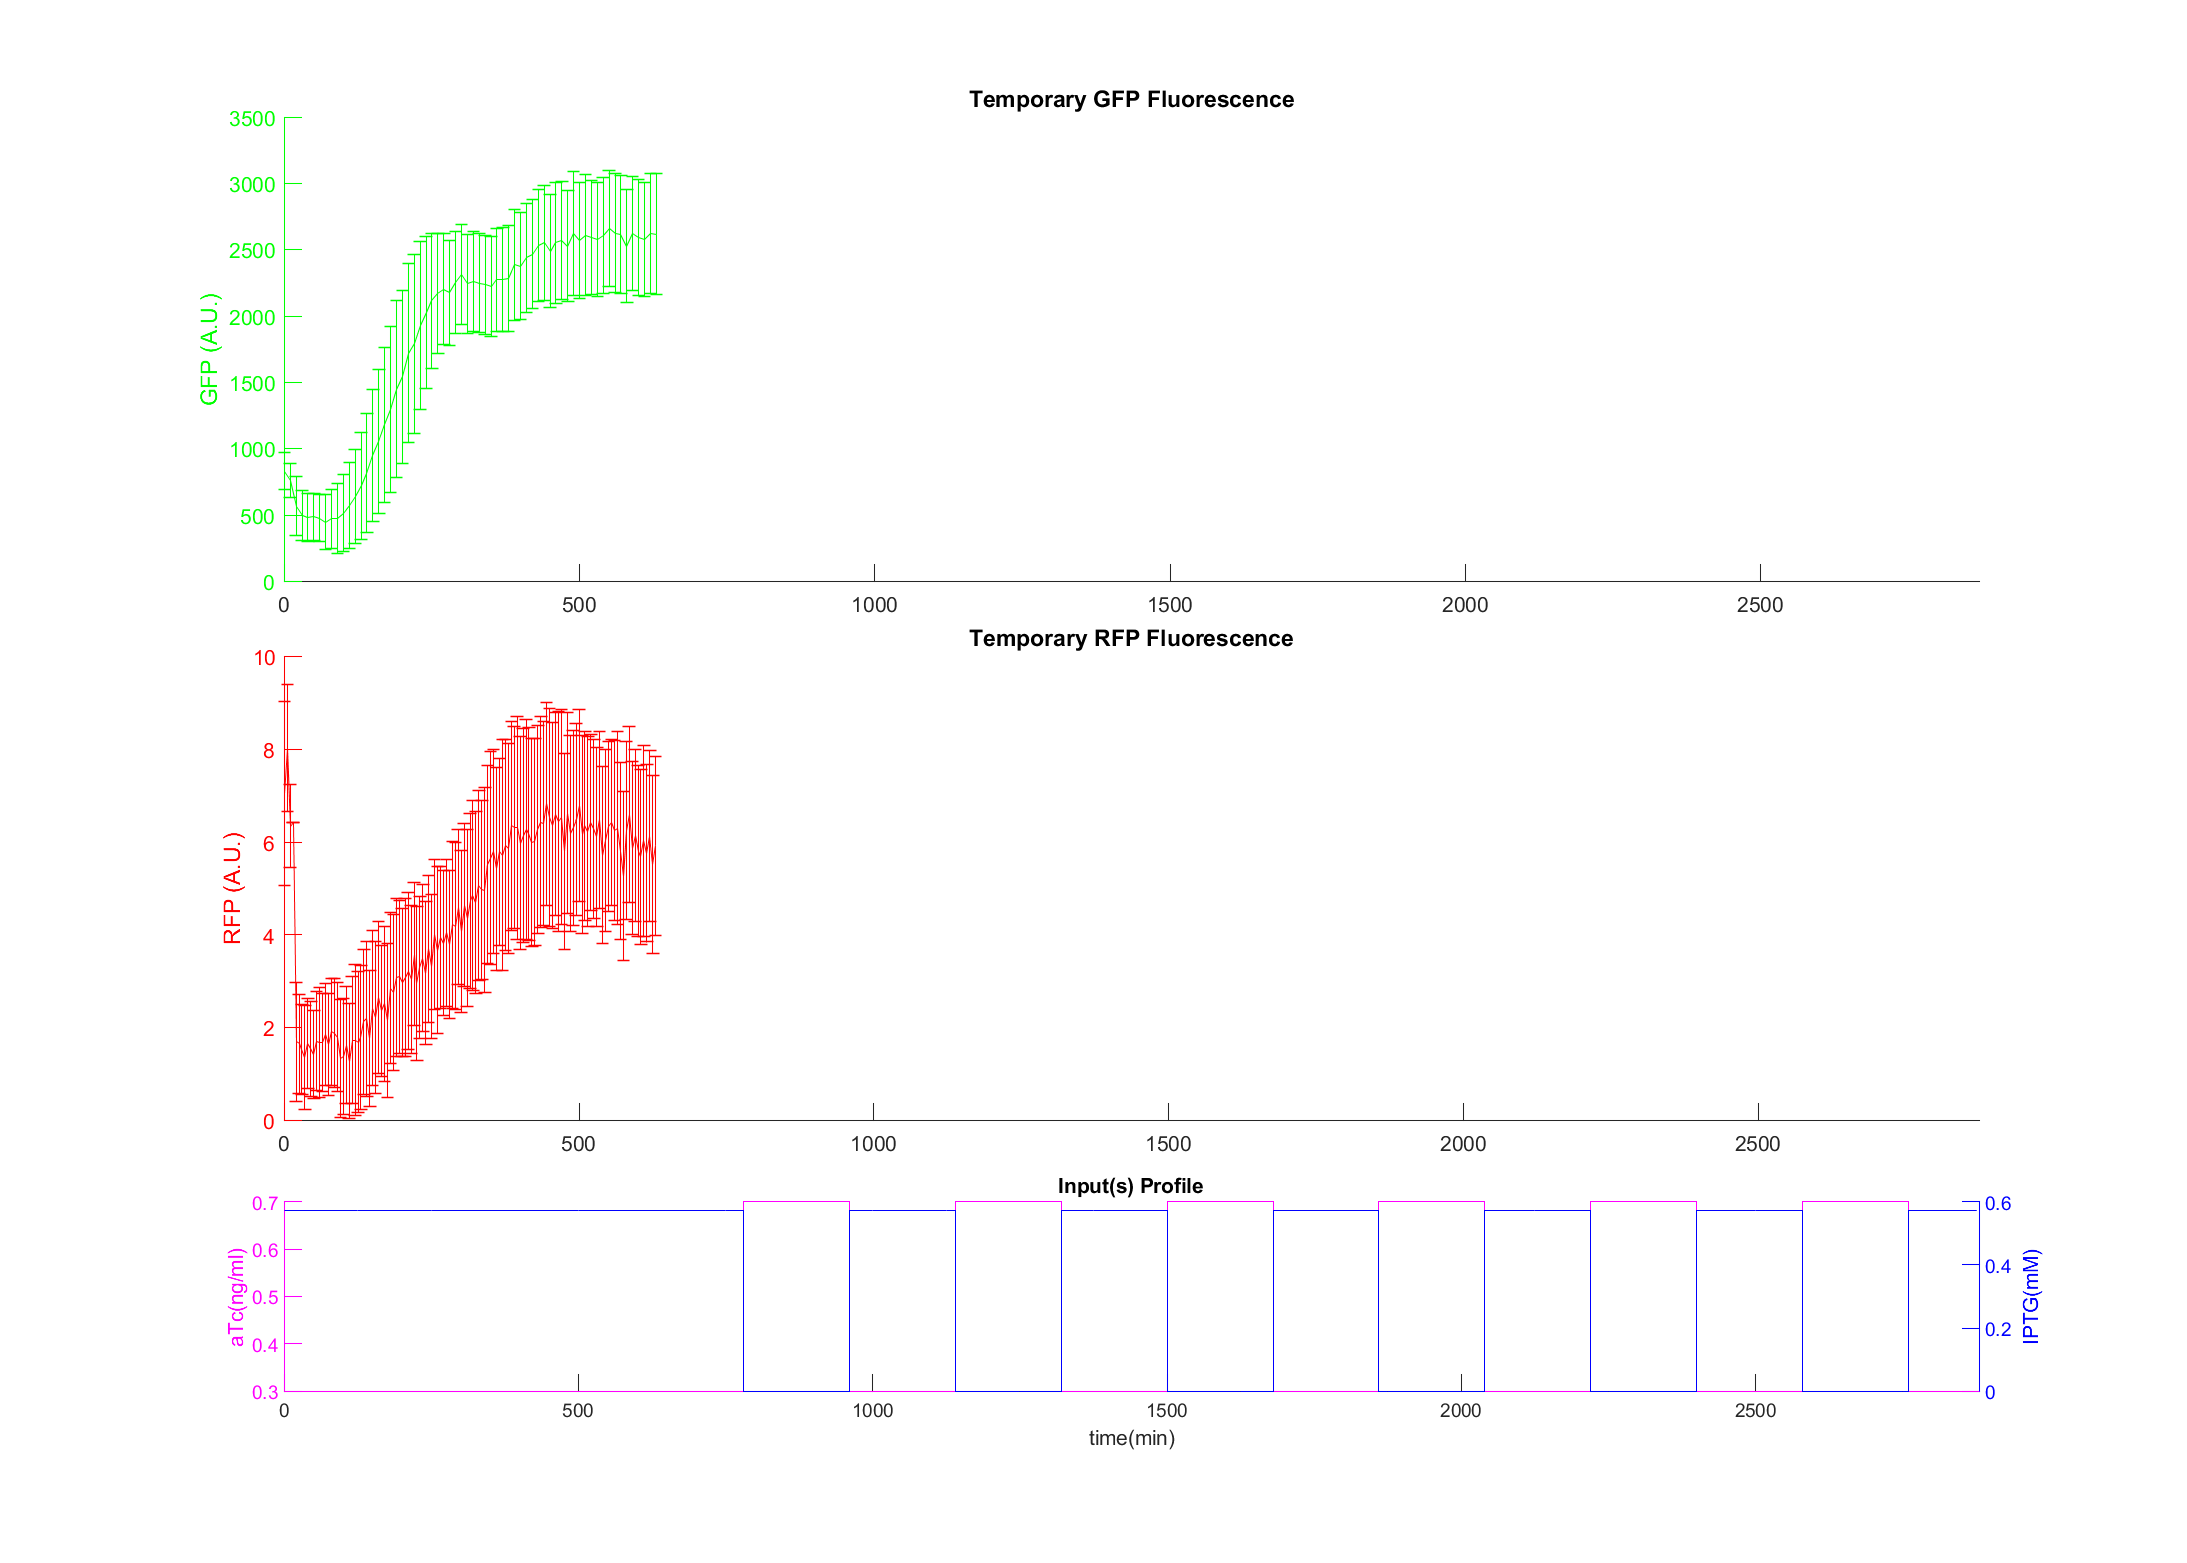 Temporary GFP Fluorescence
3500
3000
2500
2000
1500
1000
500
0
GFP (A.U.)
0 500 1000 1500 2000 2500
Temporary RFP Fluorescence
10
8
6
4
2
0
RFP (A.U.)
0 500 1000 1500 2000 2500
Input(s) Profile
0.7
0.6
0.5
0.4
0.3
aTc(ng/ml)
0.6
0.4
0.2
0
IPTG(mM)
0 500 1000 1500 2000 2500
time(min)